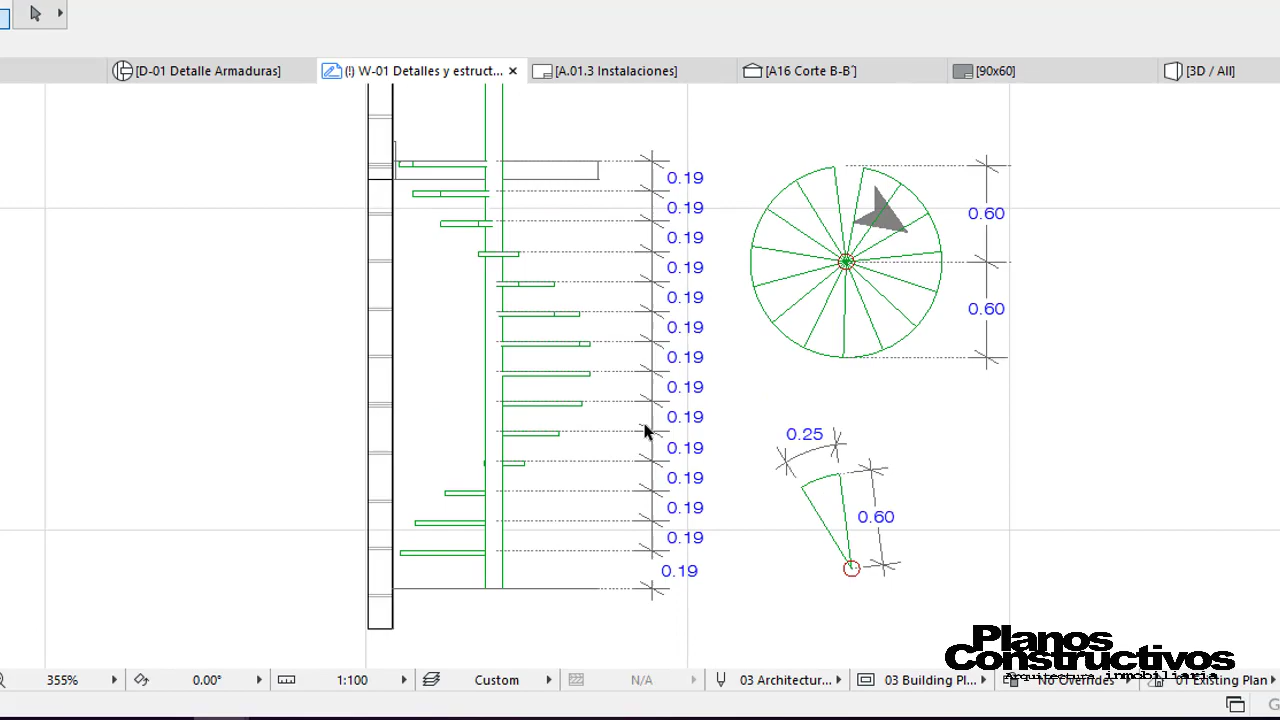 [D-01 Detalle Armaduras]
(!) W-01 Detalles y estruct...
[A.01.3 Instalaciones]
[A16 Corte B-B']
[90x60]
[3D / All]
0.19
0.19
0.19
0.19
0.19
0.19
0.19
0.19
0.19
0.19
0.19
0.19
0.19
0.19
0.60
0.60
0.25
0.60
Planos
Constructivos
Arquitectura inmobiliaria
355%
0.00°
1:100
Custom
N/A
03 Architectur...
03 Building Pl...
No Overrides
01 Existing Plan